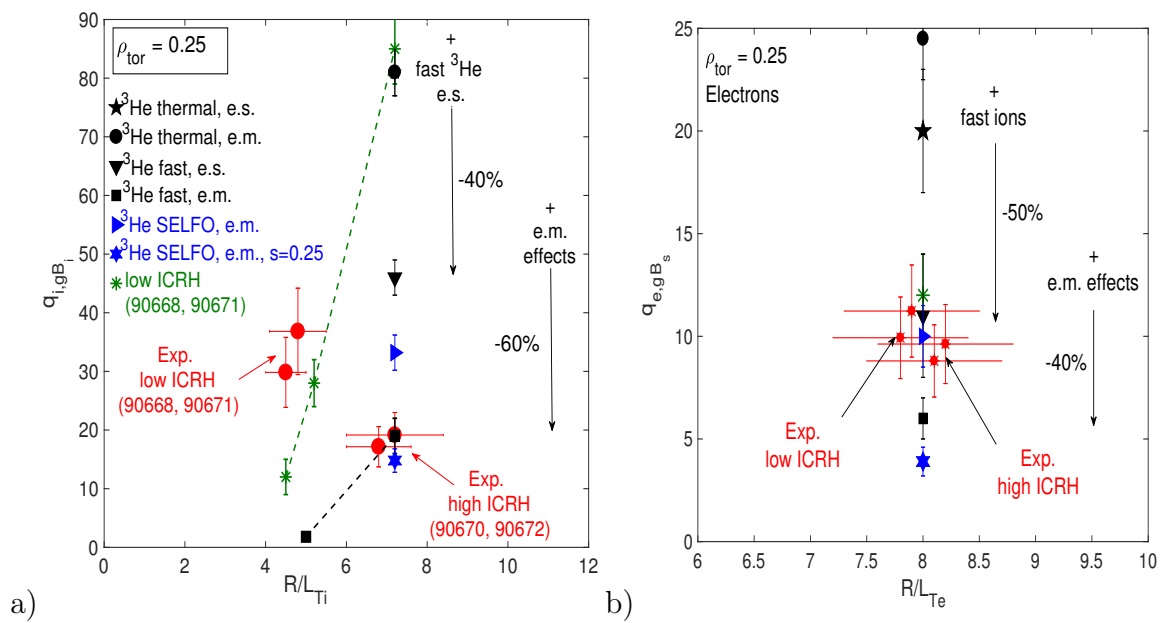 90
80
70
60
50
40
30
20
10
0
q_i,gB_i
0 2 4 6 8 10 12
R/L_Ti
ρ_tor = 0.25
³He thermal, e.s.
³He thermal, e.m.
³He fast, e.s.
³He fast, e.m.
³He SELFO, e.m.
³He SELFO, e.m., s=0.25
low ICRH
(90668, 90671)
+
fast ³He
e.s.
-40%
+
e.m.
effects
-60%
Exp.
low ICRH
(90668, 90671)
Exp.
high ICRH
(90670, 90672)
a)
25
20
15
10
5
0
q_e,gB_s
6 6.5 7 7.5 8 8.5 9 9.5 10
R/L_Te
ρ_tor = 0.25
Electrons
+
fast ions
-50%
+
e.m. effects
-40%
Exp.
low ICRH
Exp.
high ICRH
b)